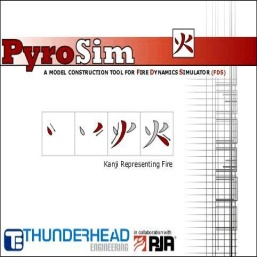 PyroSim
火
A MODEL CONSTRUCTION TOOL FOR FIRE DYNAMICS SIMULATOR (FDS)
火
Kanji Representing Fire
THUNDERHEAD
ENGINEERING
in collaboration with
RJA